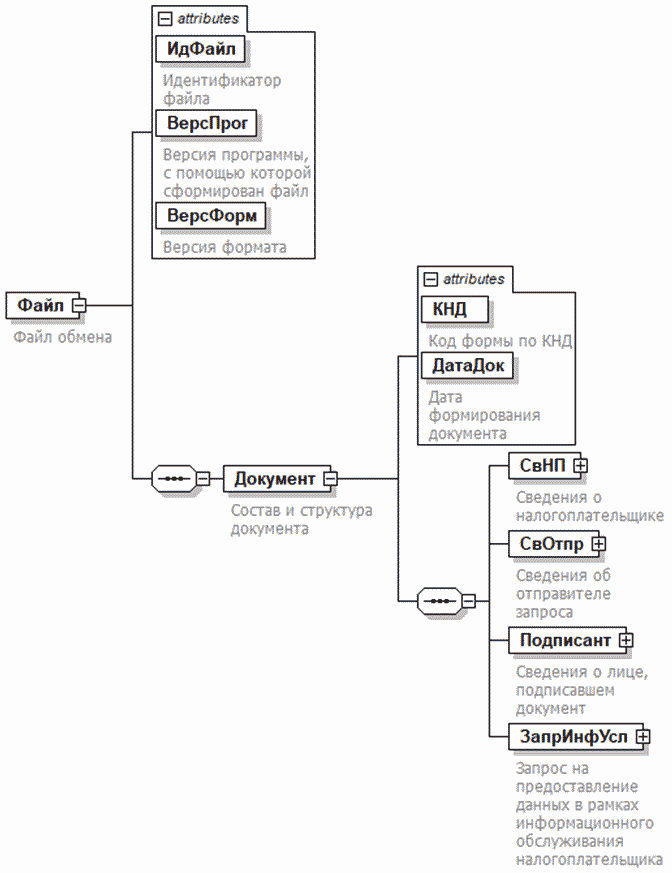 attributes
ИдФайл
Идентификатор
файла
ВерсПрог
Версия программы,
с помощью которой
сформирован файл
ВерсФорм
Версия формата
Файл
Файл обмена
attributes
КНД
Код формы по КНД
ДатаДок
Дата
формирования
документа
Документ
Состав и структура
документа
СвНП
Сведения о
налогоплательщике
СвОтпр
Сведения об
отправителе
запроса
Подписант
Сведения о лице,
подписавшем
документ
ЗапрИнфУсл
Запрос на
предоставление
данных в рамках
информационного
обслуживания
налогоплательщика